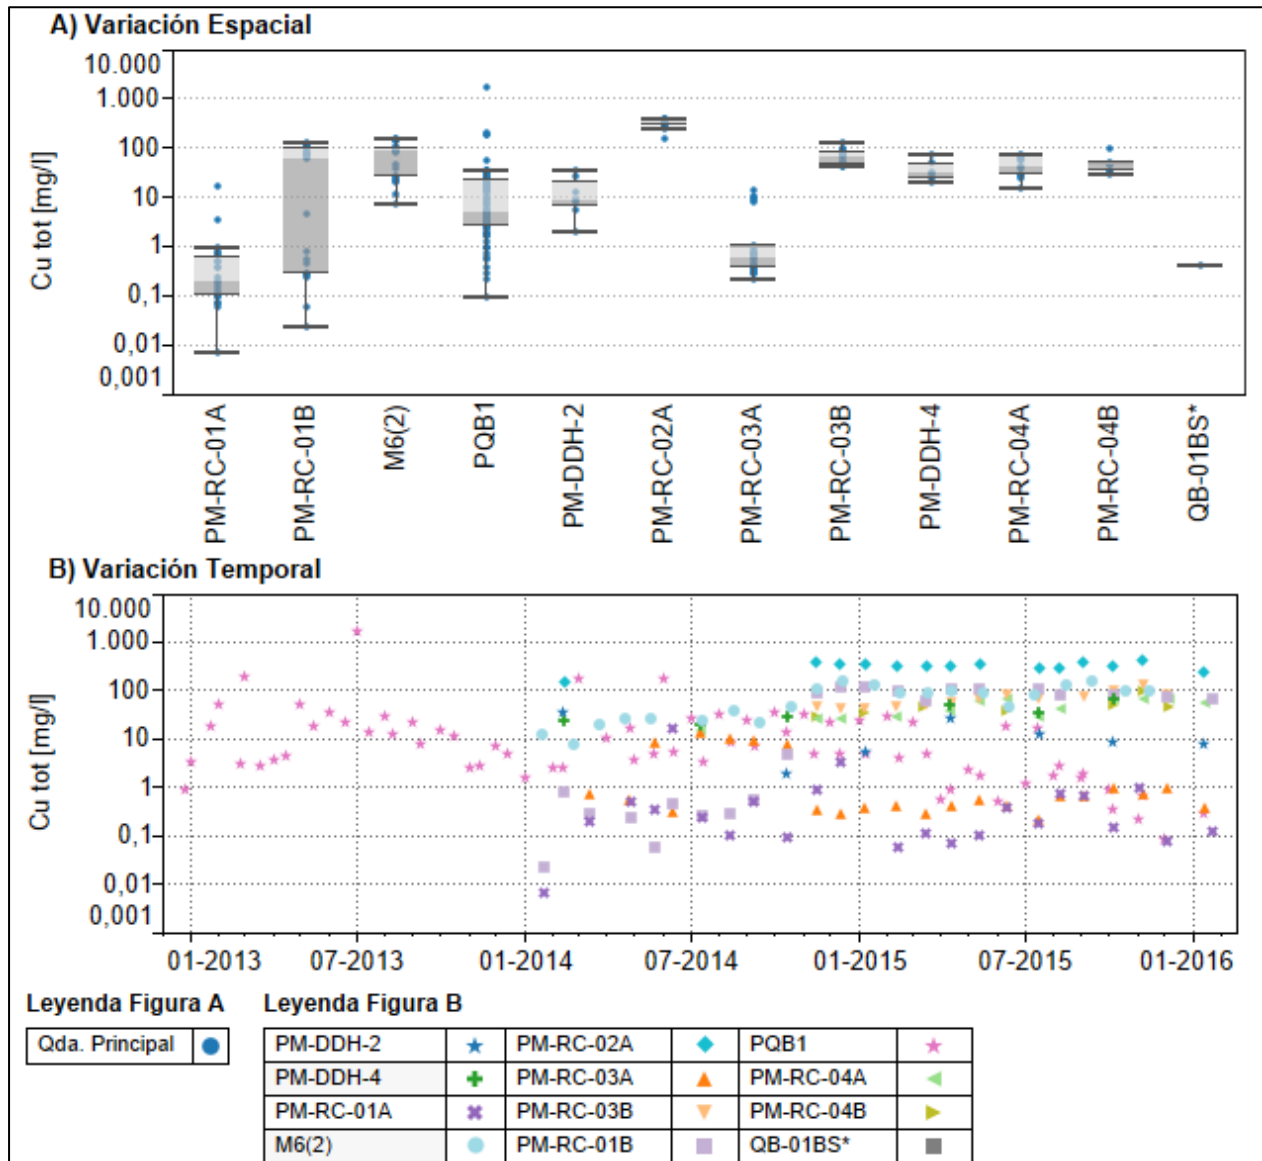 A) Variación Espacial
Cu tot [mg/l]
10.000
1.000
100
10
1
0,1
0,01
0,001
PM-RC-01A
PM-RC-01B
M6(2)
PQB1
PM-DDH-2
PM-RC-02A
PM-RC-03A
PM-RC-03B
PM-DDH-4
PM-RC-04A
PM-RC-04B
QB-01BS*
B) Variación Temporal
Cu tot [mg/l]
10.000
1.000
100
10
1
0,1
0,01
0,001
01-2013 07-2013 01-2014 07-2014 01-2015 07-2015 01-2016
Leyenda Figura A
Qda. Principal
Leyenda Figura B
PM-DDH-2 PM-RC-02A PQB1
PM-DDH-4 PM-RC-03A PM-RC-04A
PM-RC-01A PM-RC-03B PM-RC-04B
M6(2) PM-RC-01B QB-01BS*